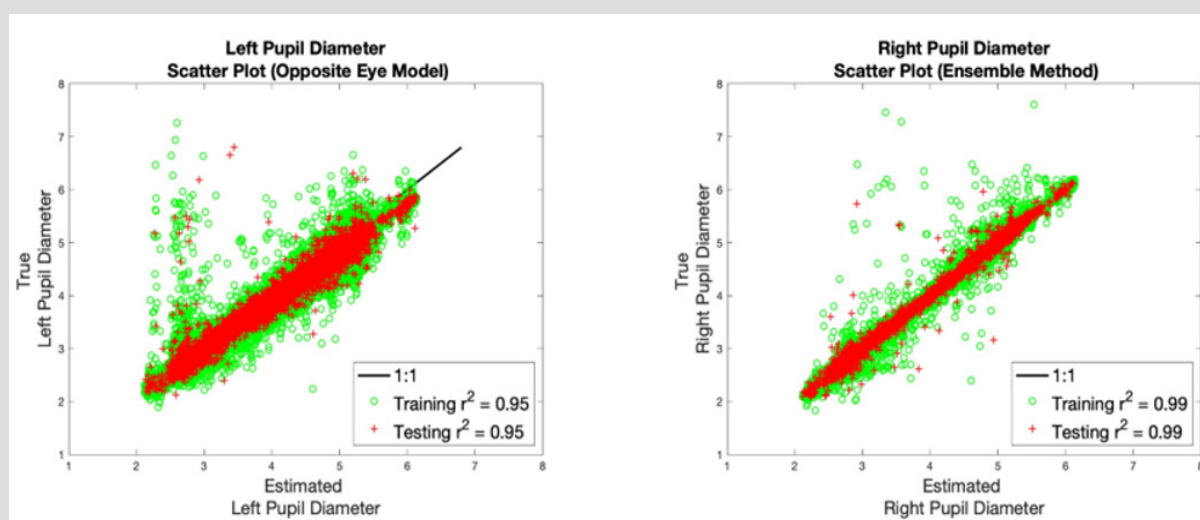 Left Pupil Diameter
Scatter Plot (Opposite Eye Model)
8
7
6
5
4
3
2
1
True
Left Pupil Diameter
1:1
Training r² = 0.95
Testing r² = 0.95
1 2 3 4 5 6 7 8
Estimated
Left Pupil Diameter
Right Pupil Diameter
Scatter Plot (Ensemble Method)
8
7
6
5
4
3
2
1
True
Right Pupil Diameter
1:1
Training r² = 0.99
Testing r² = 0.99
1 2 3 4 5 6 7 8
Estimated
Right Pupil Diameter